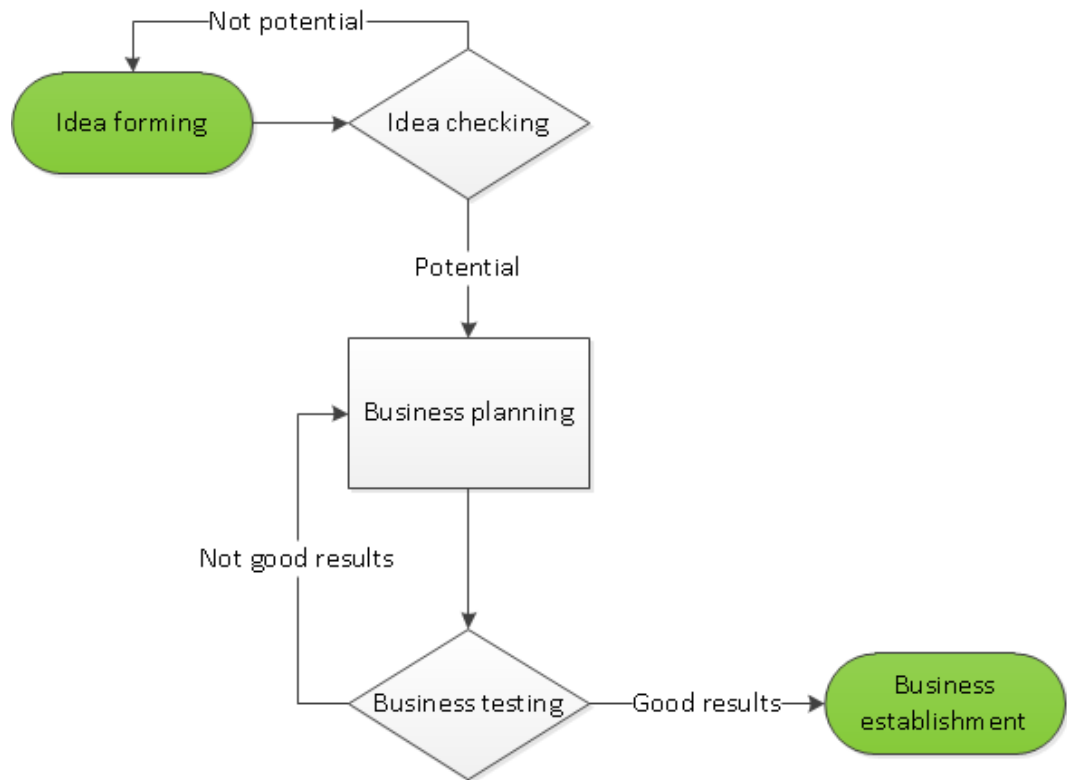 Not potential
Idea forming
Idea checking
Potential
Business planning
Not good results
Business testing
Good results
Business
establishment